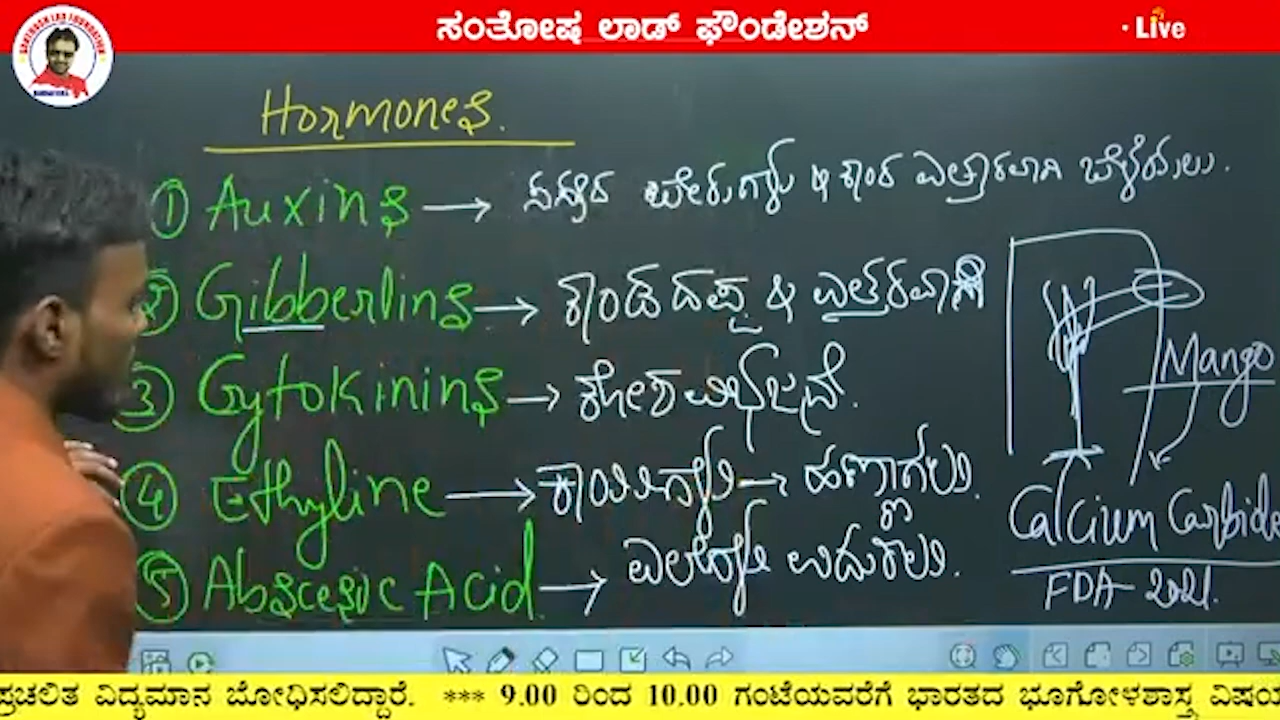 ಸಂತೋಷ ಲಾಡ್ ಫೌಂಡೇಶನ್
· Live
Hormones.
① Auxins → ಬೇರುಗಳು & ಕಾಂಡ ಎತ್ತರವಾಗಿ ಬೆಳೆಯಲು.
② Gibberlins → ಕಾಂಡ ದಪ್ಪ & ಎತ್ತರವಾಗಿ
③ Cytokinins → ಕೋಶ ವಿಭಜನೆ.
④ Ethyline → ಕಾಯಿಗಳು → ಹಣ್ಣಾಗಲು.
⑤ Abscesic Acid → ಎಲೆಗಳು ಉದುರಲು.
Mango
Calcium Carbide
FDA - 2021.
ಪ್ರಚಲಿತ ವಿದ್ಯಮಾನ ಬೋಧಿಸಲಿದ್ದಾರೆ. *** 9.00 ರಿಂದ 10.00 ಗಂಟೆಯವರೆಗೆ ಭಾರತದ ಭೂಗೋಳಶಾಸ್ತ್ರ ವಿಷಯ